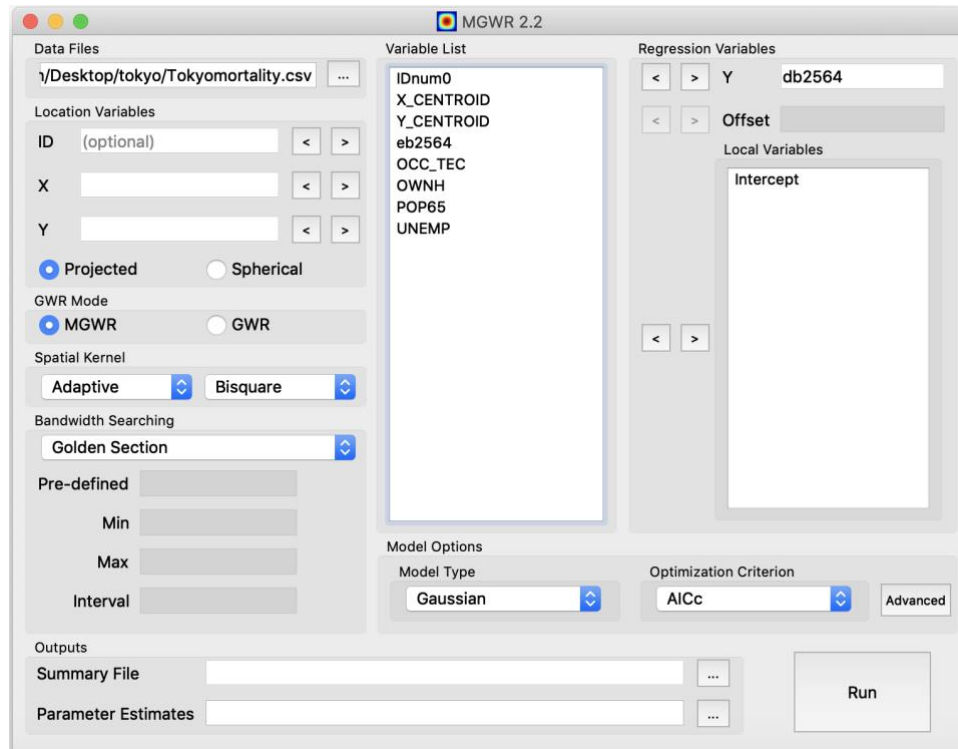 MGWR 2.2
Data Files
ı/Desktop/tokyo/Tokyomortality.csv ...
Location Variables
ID (optional) < >
X < >
Y < >
Projected Spherical
GWR Mode
MGWR GWR
Spatial Kernel
Adaptive Bisquare
Bandwidth Searching
Golden Section
Pre-defined
Min
Max
Interval
Variable List
IDnum0
X_CENTROID
Y_CENTROID
eb2564
OCC_TEC
OWNH
POP65
UNEMP
Regression Variables
< > Y db2564
< > Offset
Local Variables
Intercept
< >
Model Options
Model Type
Gaussian
Optimization Criterion
AICc
Advanced
Outputs
Summary File ...
Parameter Estimates ...
Run